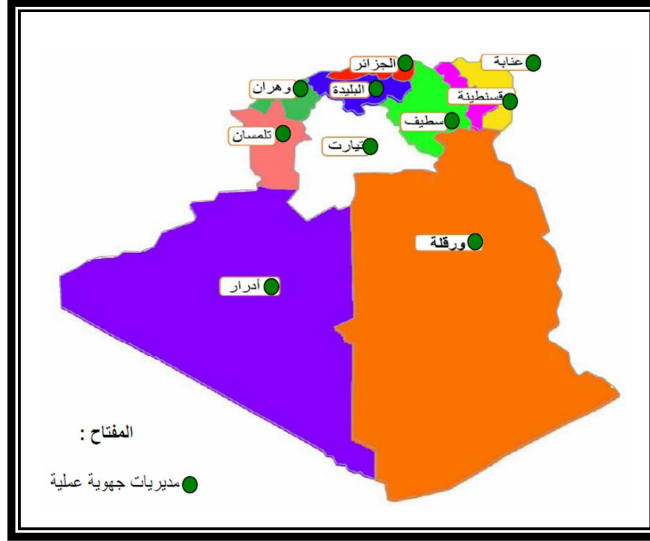 عنابة
الجزائر
وهران
البليدة
قسنطينة
سطيف
تلمسان
تيارت
ورقلة
أدرار
المفتاح :
مديريات جهوية عملية